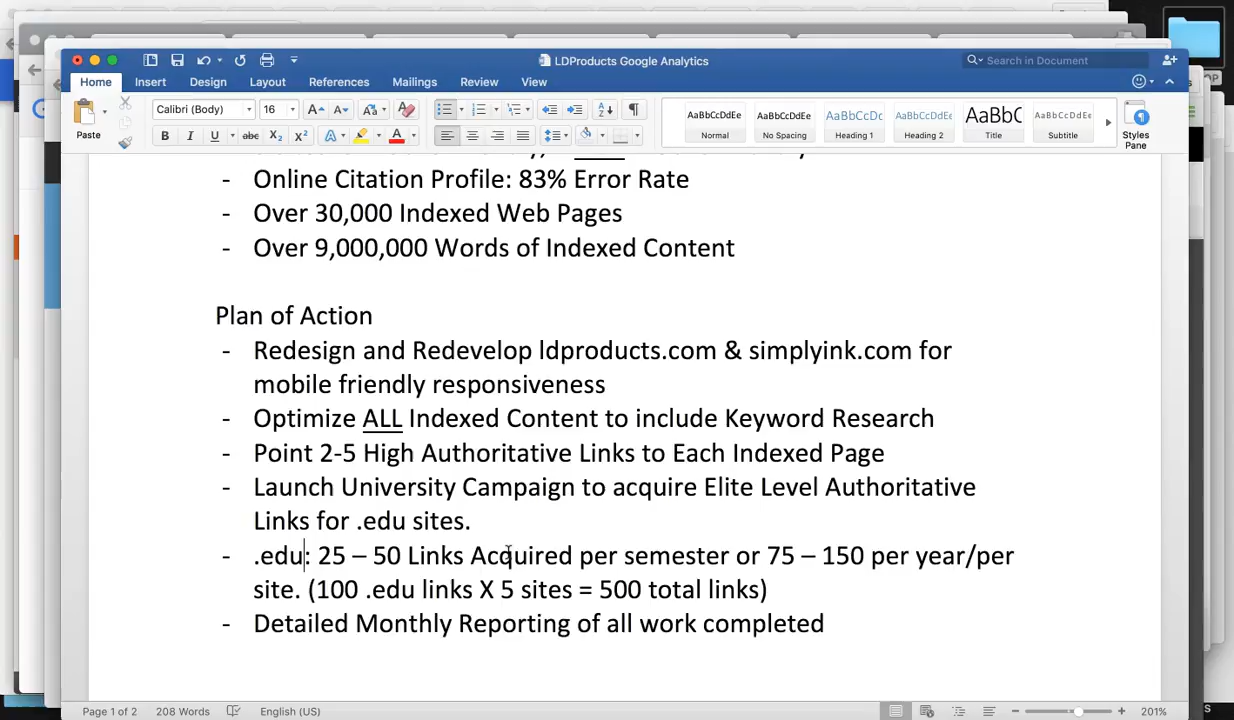 LDProducts Google Analytics
Search in Document
Home Insert Design Layout References Mailings Review View
Paste
Calibri (Body) 16
AaBbCcDdEe AaBbCcDdEe AaBbCcDc AaBbCcDdEe AaBbC AaBbCcDdEe
Normal No Spacing Heading 1 Heading 2 Title Subtitle
Styles
Pane
- Online Citation Profile: 83% Error Rate
- Over 30,000 Indexed Web Pages
- Over 9,000,000 Words of Indexed Content
Plan of Action
- Redesign and Redevelop ldproducts.com & simplyink.com for
mobile friendly responsiveness
- Optimize ALL Indexed Content to include Keyword Research
- Point 2-5 High Authoritative Links to Each Indexed Page
- Launch University Campaign to acquire Elite Level Authoritative
Links for .edu sites.
- .edu: 25 – 50 Links Acquired per semester or 75 – 150 per year/per
site. (100 .edu links X 5 sites = 500 total links)
- Detailed Monthly Reporting of all work completed
Page 1 of 2 208 Words English (US) 201%